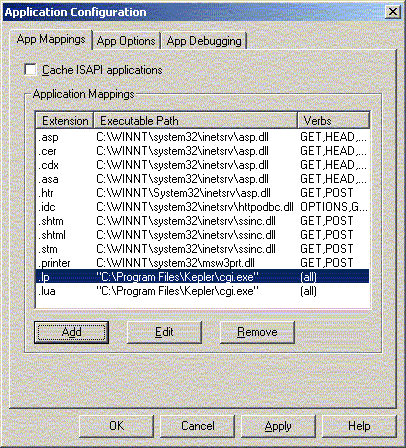 Application Configuration
App Mappings App Options App Debugging
Cache ISAPI applications
Application Mappings
Extension Executable Path Verbs
.asp C:\WINNT\system32\inetsrv\asp.dll GET,HEAD,...
.cer C:\WINNT\system32\inetsrv\asp.dll GET,HEAD,...
.cdx C:\WINNT\system32\inetsrv\asp.dll GET,HEAD,...
.asa C:\WINNT\system32\inetsrv\asp.dll GET,HEAD,...
.htr C:\WINNT\System32\inetsrv\ism.dll GET,POST
.idc C:\WINNT\system32\inetsrv\httpodbc.dll OPTIONS,G...
.shtm C:\WINNT\system32\inetsrv\ssinc.dll GET,POST
.shtml C:\WINNT\system32\inetsrv\ssinc.dll GET,POST
.stm C:\WINNT\system32\inetsrv\ssinc.dll GET,POST
.printer C:\WINNT\system32\msw3prt.dll GET,POST
.lp "C:\Program Files\Kepler\cgi.exe" (all)
.lua "C:\Program Files\Kepler\cgi.exe" (all)
Add Edit Remove
OK Cancel Apply Help